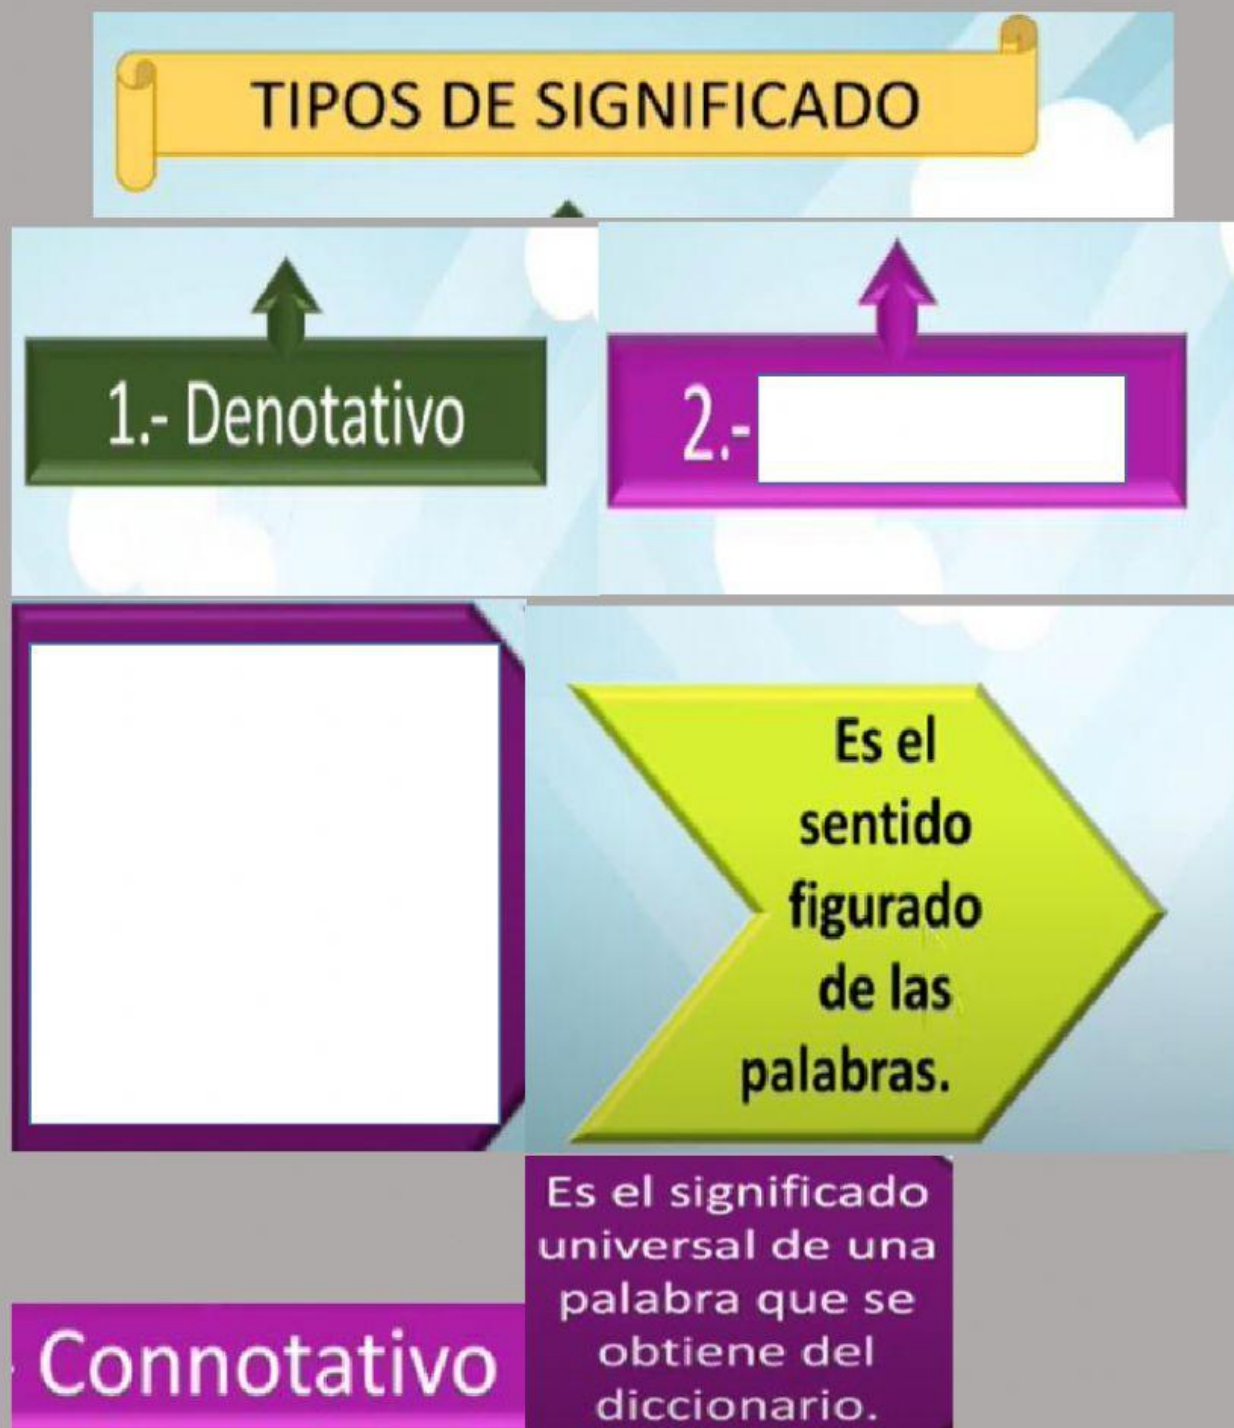 TIPOS DE SIGNIFICADO
1.- Denotativo
2.-
Es el
sentido
figurado
de las
palabras.
Connotativo
Es el significado
universal de una
palabra que se
obtiene del
diccionario.